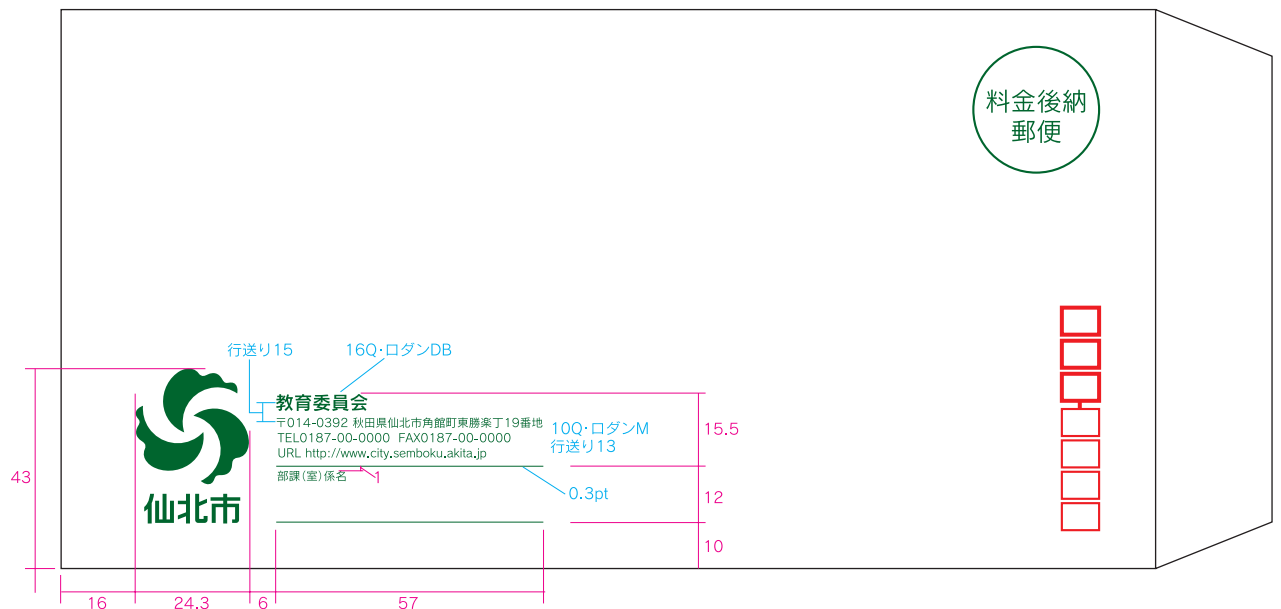 料金後納
郵便
行送り15
16Q・ロダンDB
教育委員会
〒014-0392 秋田県仙北市角館町東勝楽丁19番地
TEL0187-00-0000 FAX0187-00-0000
URL http://www.city.semboku.akita.jp
部課(室)係名
1
10Q・ロダンM
行送り13
0.3pt
15.5
12
10
43
仙北市
16
24.3
6
57